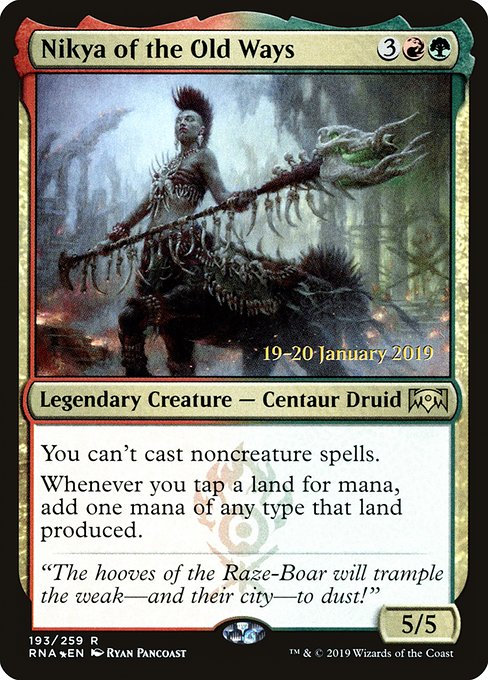 Nikya of the Old Ways 3
19–20 January 2019
Legendary Creature — Centaur Druid
You can't cast noncreature spells.
Whenever you tap a land for mana,
add one mana of any type that land
produced.
“The hooves of the Raze-Boar will trample
the weak—and their city—to dust!”
5/5
193/259 R
RNA★EN Ryan Pancoast
™ & © 2019 Wizards of the Coast